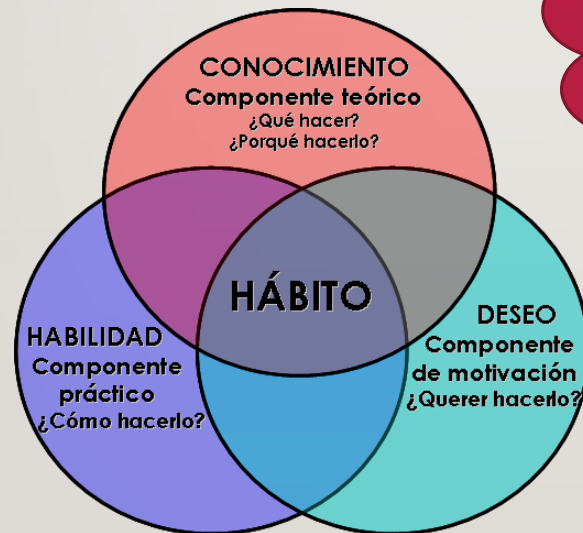 CONOCIMIENTO
Componente teórico
¿Qué hacer?
¿Porqué hacerlo?
HÁBITO
HABILIDAD
Componente
práctico
¿Cómo hacerlo?
DESEO
Componente
de motivación
¿Querer hacerlo?